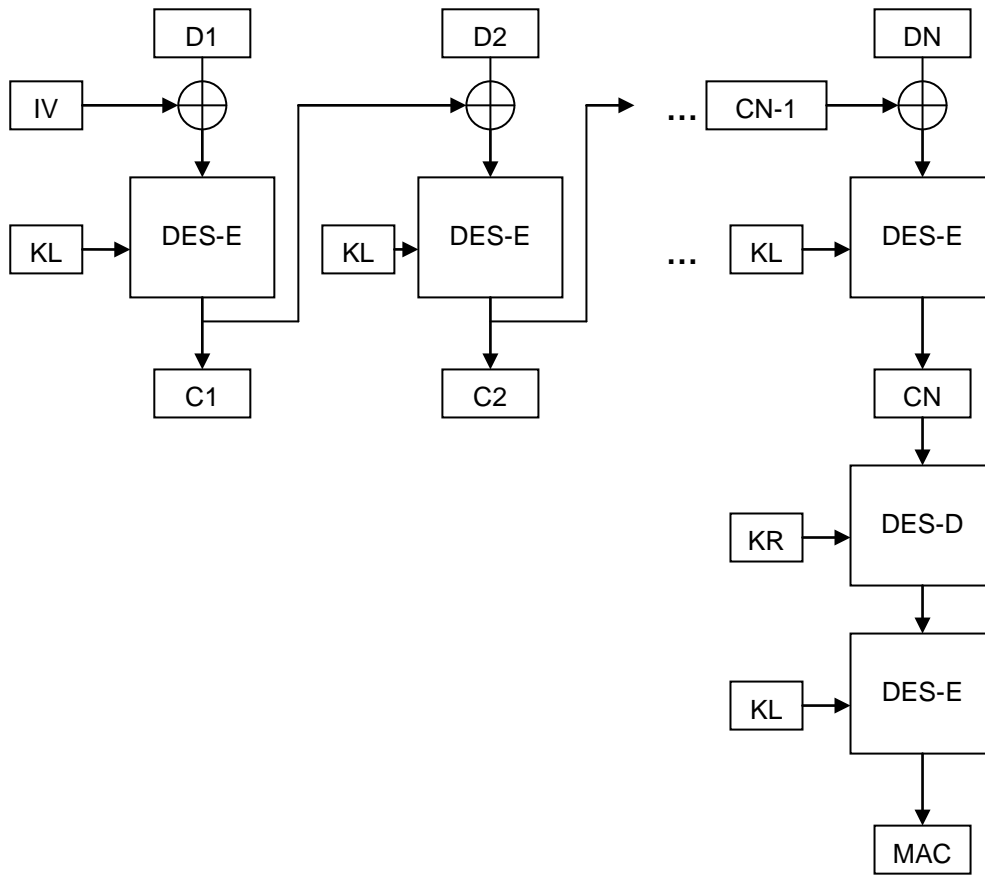 D1 D2 DN
IV ... CN-1
DES-E DES-E DES-E
KL KL ... KL
C1 C2 CN
DES-D
KR
DES-E
KL
MAC